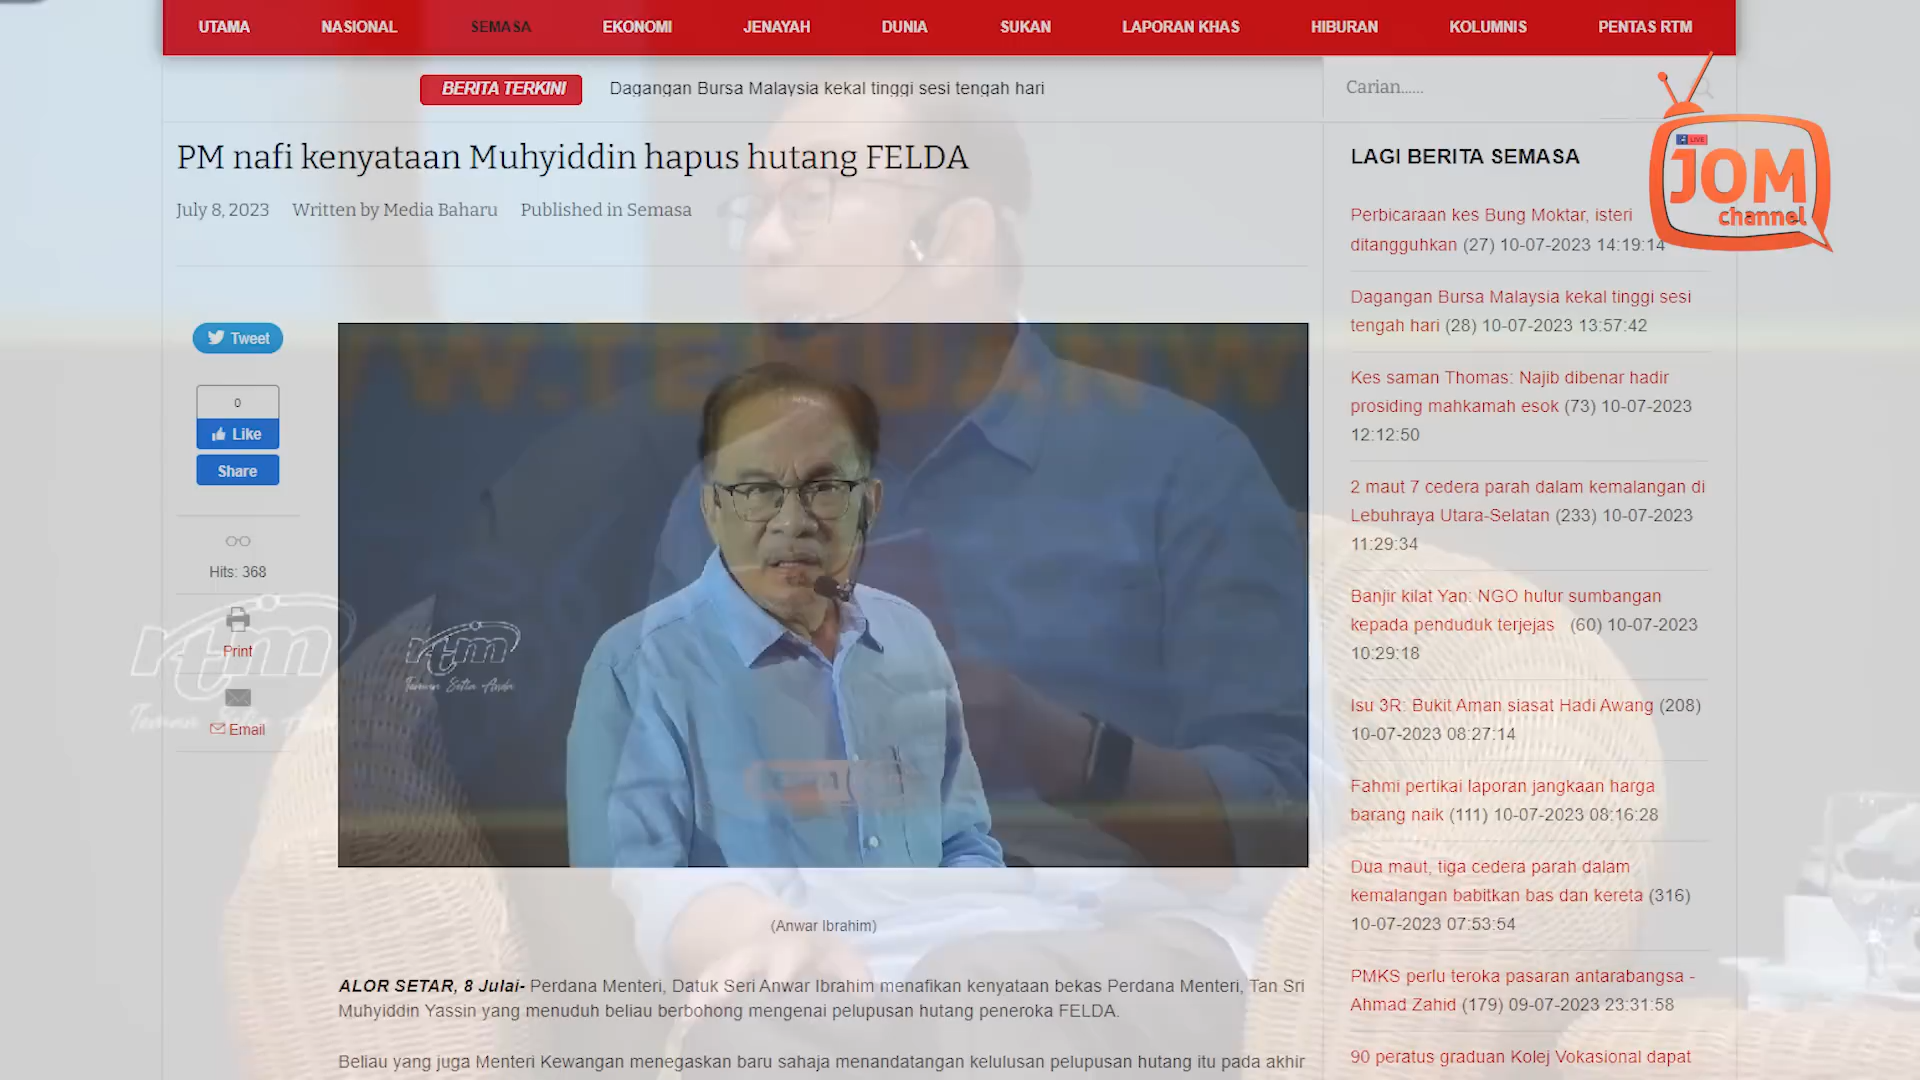 UTAMA NASIONAL SEMASA EKONOMI JENAYAH DUNIA SUKAN LAPORAN KHAS HIBURAN KOLUMNIS PENTAS RTM
BERITA TERKINI Dagangan Bursa Malaysia kekal tinggi sesi tengah hari
Carian......
PM nafi kenyataan Muhyiddin hapus hutang FELDA
July 8, 2023 Written by Media Baharu Published in Semasa
Tweet
0
Like
Share
Hits: 368
Print
Email
rtm
Teman Setia Anda
rtm
Teman Setia Anda
(Anwar Ibrahim)
ALOR SETAR, 8 Julai- Perdana Menteri, Datuk Seri Anwar Ibrahim menafikan kenyataan bekas Perdana Menteri, Tan Sri
Muhyiddin Yassin yang menuduh beliau berbohong mengenai pelupusan hutang peneroka FELDA.
Beliau yang juga Menteri Kewangan menegaskan baru sahaja menandatangan kelulusan pelupusan hutang itu pada akhir
LIVE
JOM
channel
LAGI BERITA SEMASA
Perbicaraan kes Bung Moktar, isteri
ditangguhkan (27) 10-07-2023 14:19:14
Dagangan Bursa Malaysia kekal tinggi sesi
tengah hari (28) 10-07-2023 13:57:42
Kes saman Thomas: Najib dibenar hadir
prosiding mahkamah esok (73) 10-07-2023
12:12:50
2 maut 7 cedera parah dalam kemalangan di
Lebuhraya Utara-Selatan (233) 10-07-2023
11:29:34
Banjir kilat Yan: NGO hulur sumbangan
kepada penduduk terjejas (60) 10-07-2023
10:29:18
Isu 3R: Bukit Aman siasat Hadi Awang (208)
10-07-2023 08:27:14
Fahmi pertikai laporan jangkaan harga
barang naik (111) 10-07-2023 08:16:28
Dua maut, tiga cedera parah dalam
kemalangan babitkan bas dan kereta (316)
10-07-2023 07:53:54
PMKS perlu teroka pasaran antarabangsa -
Ahmad Zahid (179) 09-07-2023 23:31:58
90 peratus graduan Kolej Vokasional dapat